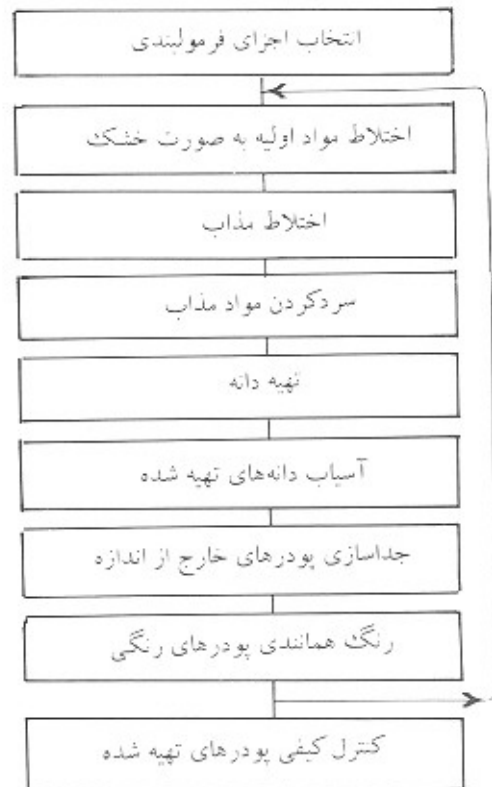 انتخاب اجزای فرمولبندی
اختلاط مواد اولیه به صورت خشک
اختلاط مذاب
سردکردن مواد مذاب
تهیه دانه
آسیاب دانه‌های تهیه شده
جداسازی پودرهای خارج از اندازه
رنگ همانندی پودرهای رنگی
کنترل کیفی پودرهای تهیه شده